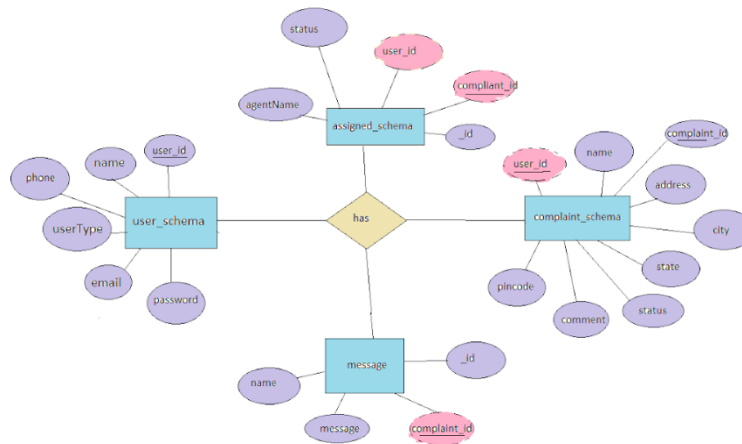 status
user_id
compliant_id
agentName
assigned_schema
_id
name
user_id
phone
user_schema
userType
email
password
has
user_id
name
complaint_id
address
complaint_schema
city
state
pincode
status
comment
message
_id
name
message
complaint_id